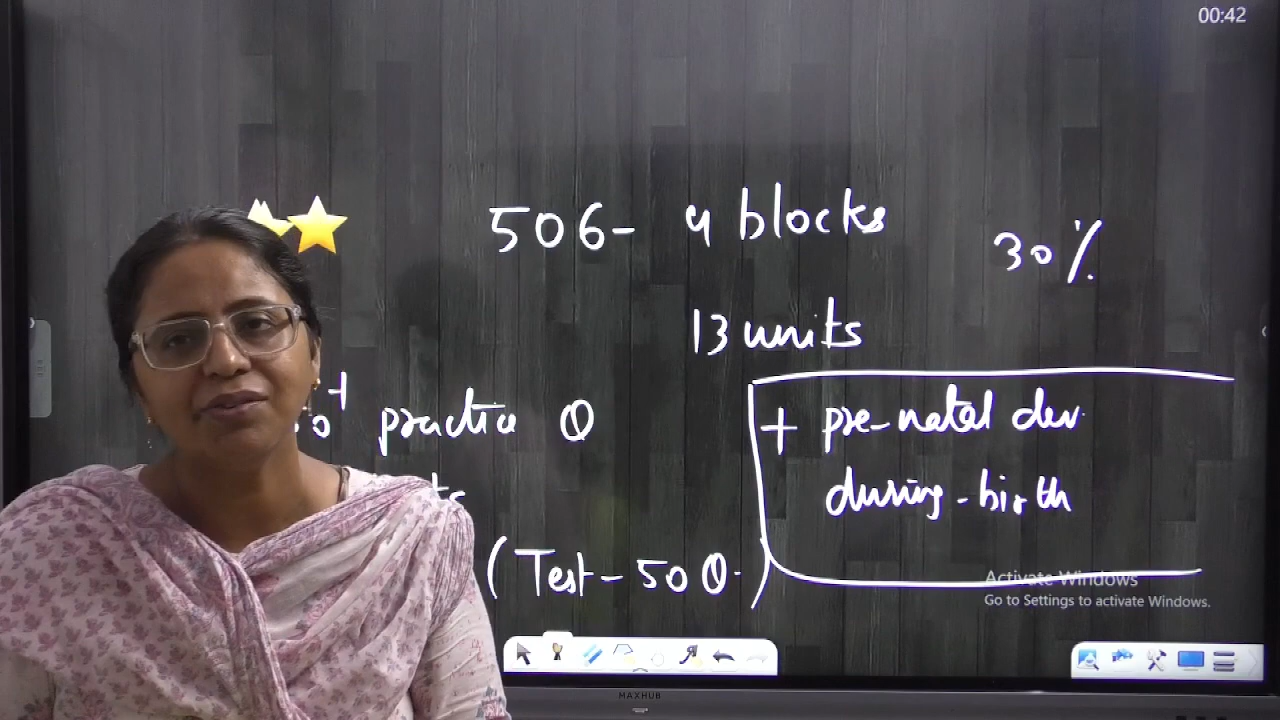 00:42
506- 4 blocks
30%
13 units
practice Q
+ pre-natal dev.
during-birth
(Test - 50 Q.)
Activate Windows
Go to Settings to activate Windows.
MAXHUB